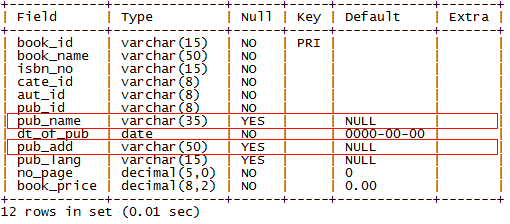 | Field | Type | Null | Key | Default | Extra |
| book_id | varchar(15) | NO | PRI | | |
| book_name | varchar(50) | NO | | | |
| isbn_no | varchar(15) | NO | | | |
| cate_id | varchar(8) | NO | | | |
| aut_id | varchar(8) | NO | | | |
| pub_id | varchar(8) | NO | | | |
| pub_name | varchar(35) | YES | | NULL | |
| dt_of_pub | date | NO | | 0000-00-00 | |
| pub_add | varchar(50) | YES | | NULL | |
| pub_lang | varchar(15) | YES | | NULL | |
| no_page | decimal(5,0) | NO | | 0 | |
| book_price | decimal(8,2) | NO | | 0.00 | |
12 rows in set (0.01 sec)